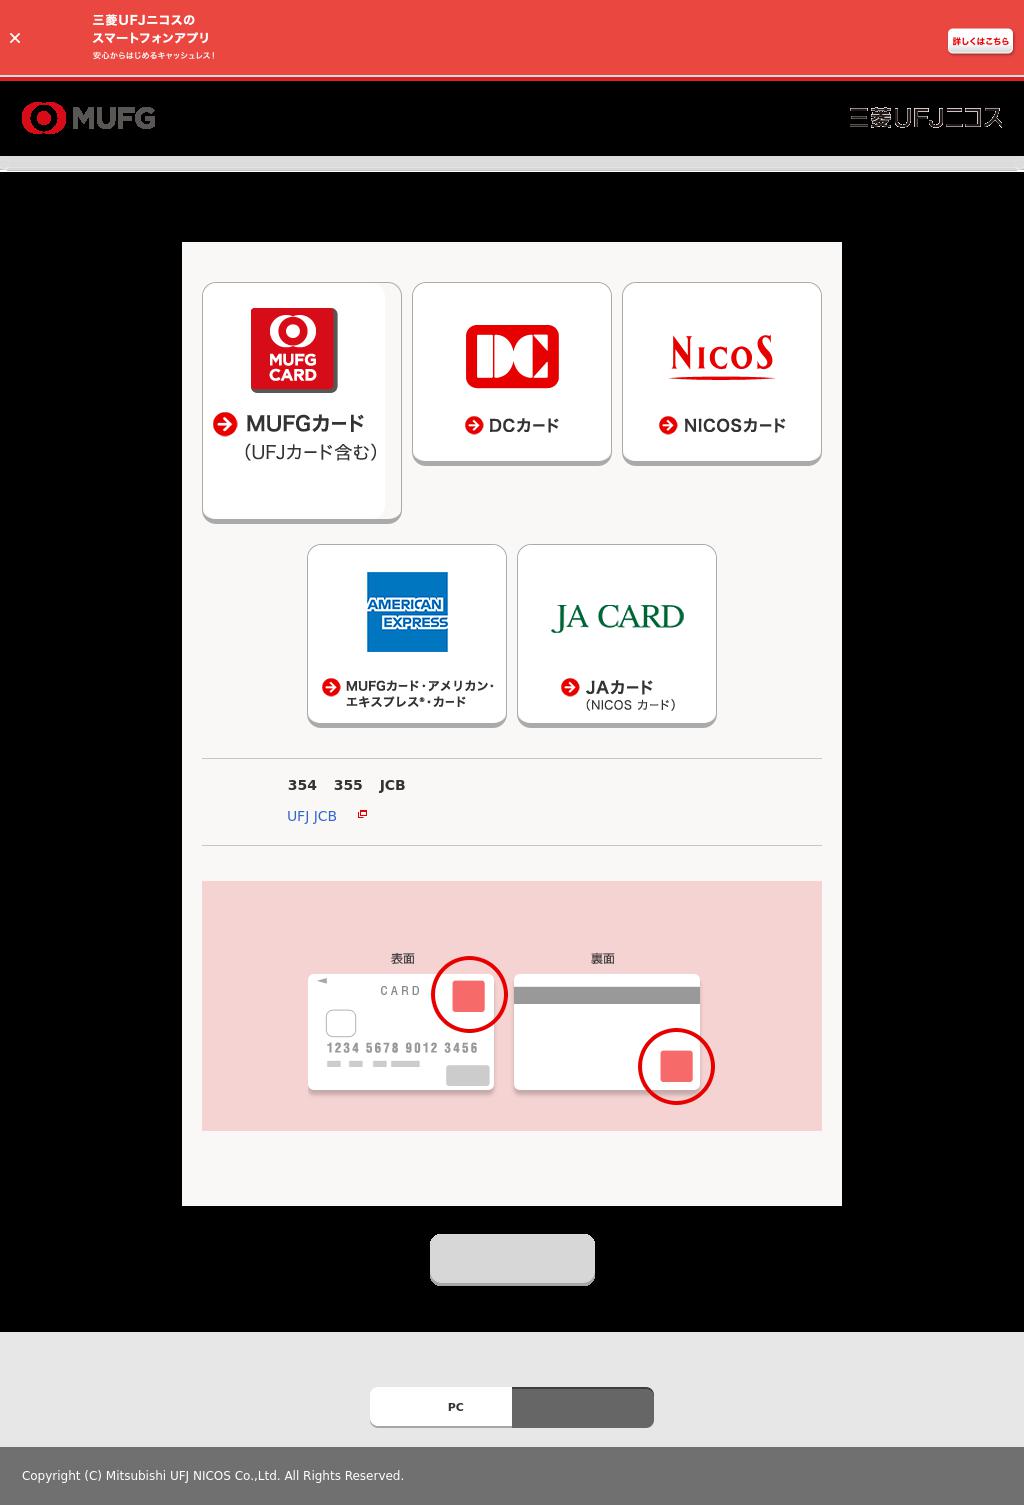 三菱UFJニコスの
スマートフォンアプリ
安心からはじめるキャッシュレス！
詳しくはこちら
MUFG
三菱UFJニコス
MUFG
CARD
MUFGカード
（UFJカード含む）
DC
DCカード
NICOS
NICOSカード
AMERICAN
EXPRESS
MUFGカード・アメリカン・
エキスプレス®・カード
JA CARD
JAカード
（NICOS カード）
354 355 JCB
UFJ JCB
表面
裏面
CARD
1234 5678 9012 3456
PC
Copyright (C) Mitsubishi UFJ NICOS Co.,Ltd. All Rights Reserved.